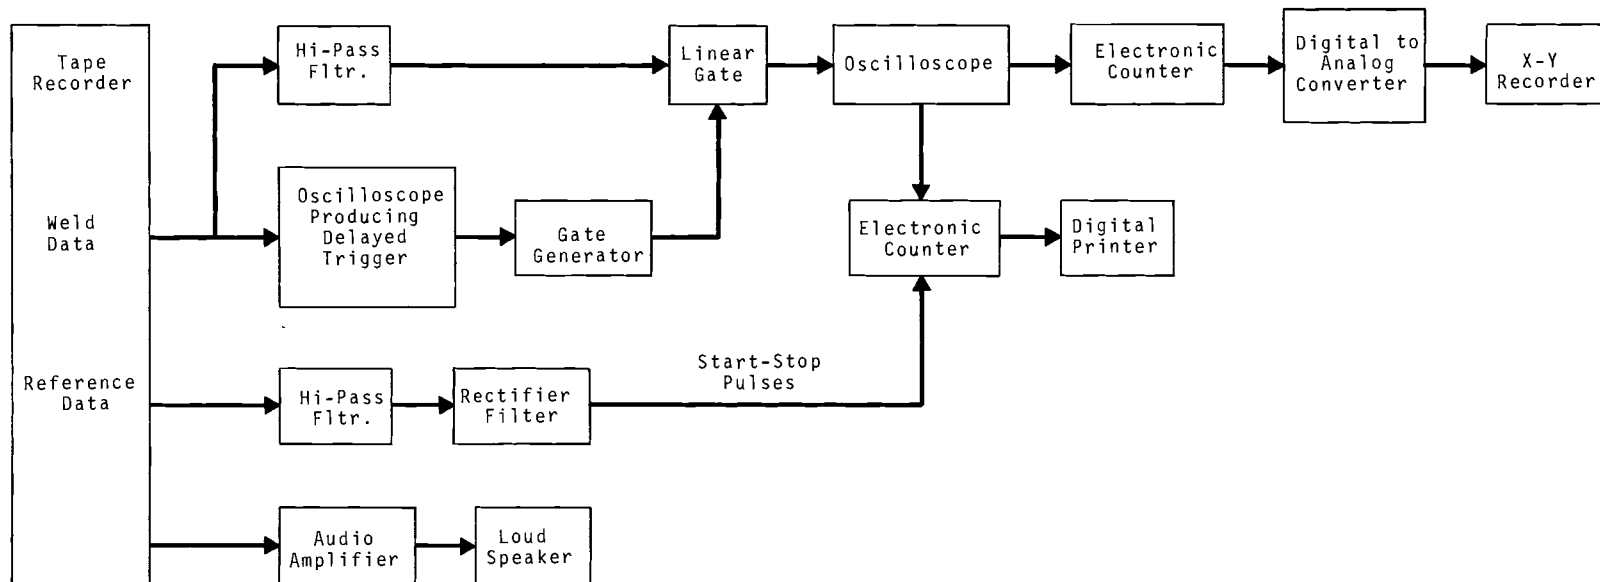 Tape
Recorder
Hi-Pass
Fltr.
Linear
Gate
Oscilloscope
Electronic
Counter
Digital to
Analog
Converter
X-Y
Recorder
Weld
Data
Oscilloscope
Producing
Delayed
Trigger
Gate
Generator
Electronic
Counter
Digital
Printer
Reference
Data
Hi-Pass
Fltr.
Rectifier
Filter
Start-Stop
Pulses
Audio
Amplifier
Loud
Speaker